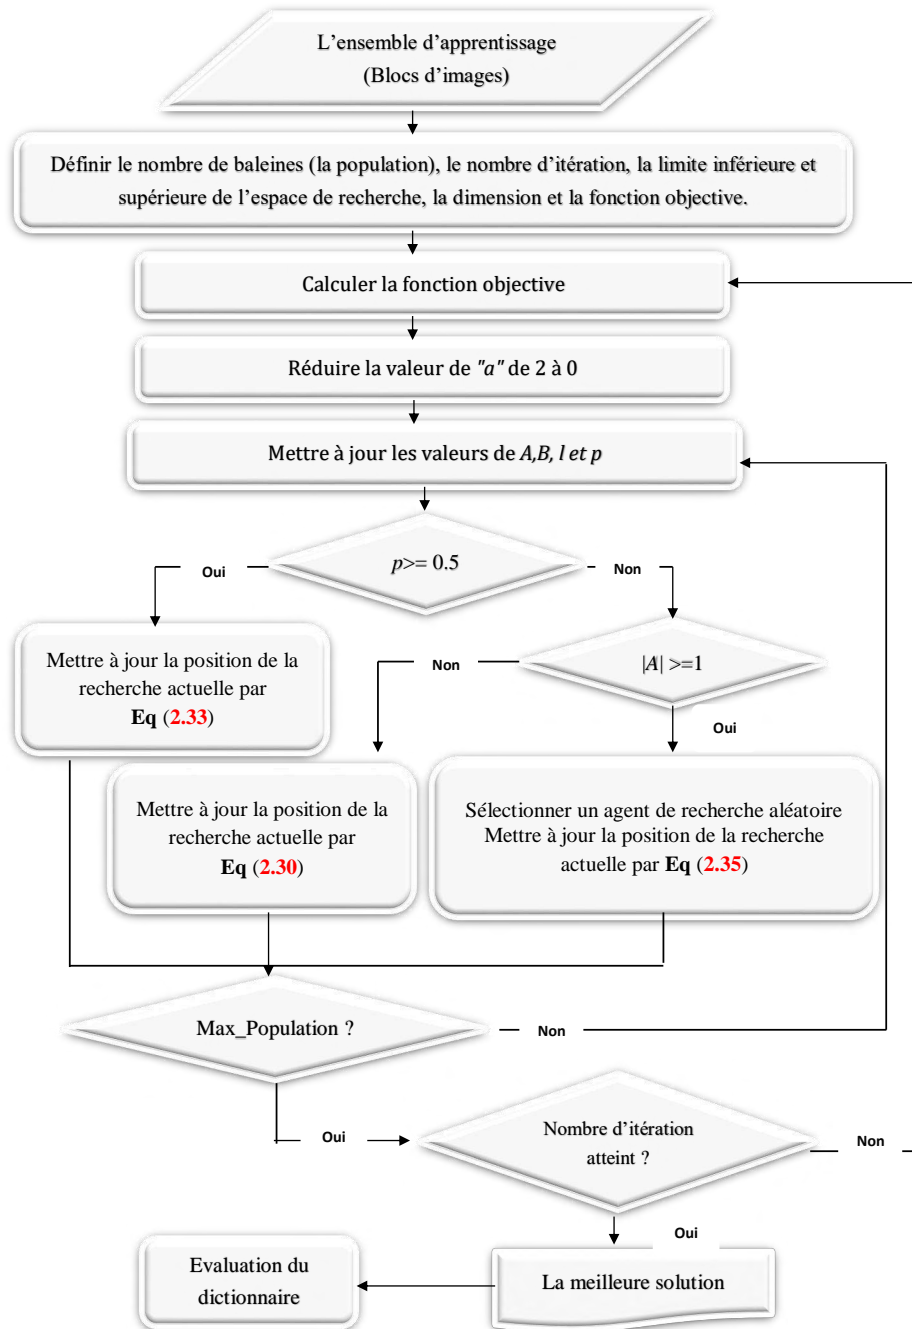 L’ensemble d’apprentissage
(Blocs d’images)
Définir le nombre de baleines (la population), le nombre d’itération, la limite inférieure et
supérieure de l’espace de recherche, la dimension et la fonction objective.
Calculer la fonction objective
Réduire la valeur de "a" de 2 à 0
Mettre à jour les valeurs de A,B, l et p
p>= 0.5
Oui
Non
Mettre à jour la position de la
recherche actuelle par
Eq (2.33)
|A| >=1
Non
Oui
Mettre à jour la position de la
recherche actuelle par
Eq (2.30)
Sélectionner un agent de recherche aléatoire
Mettre à jour la position de la recherche
actuelle par Eq (2.35)
Max_Population ?
Non
Oui
Nombre d’itération
atteint ?
Non
Oui
La meilleure solution
Evaluation du
dictionnaire